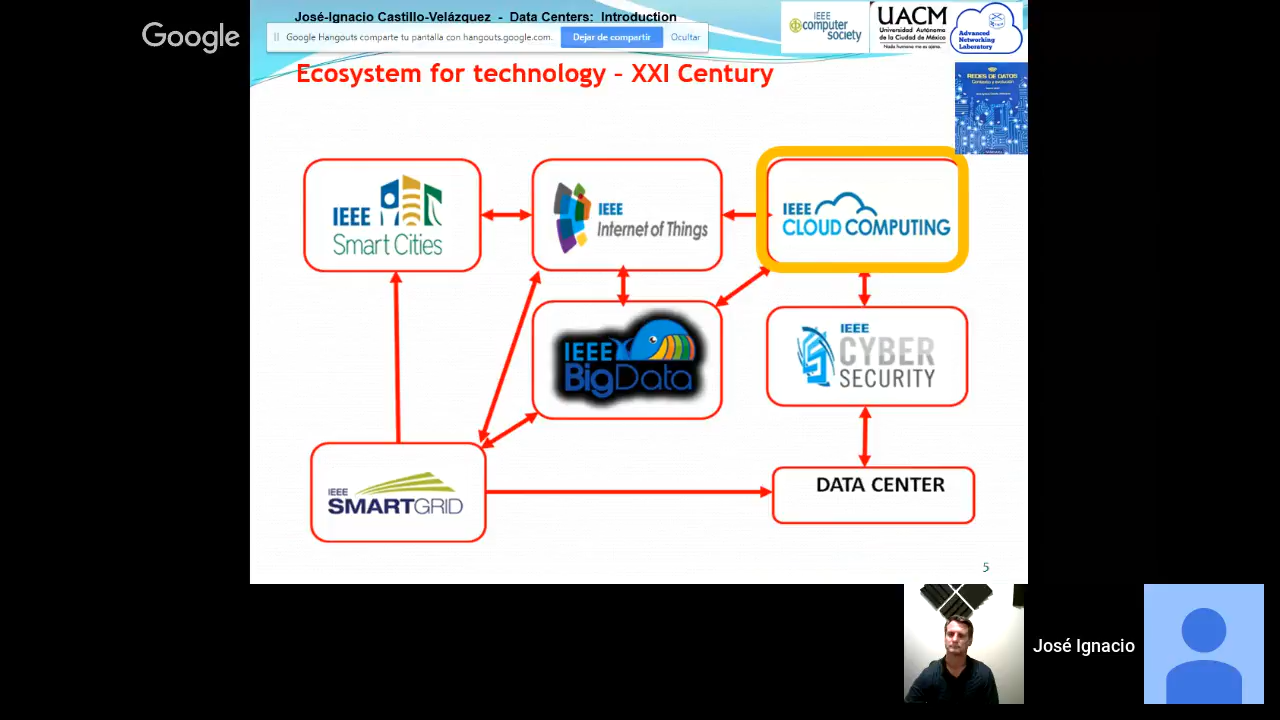 Google
José-Ignacio Castillo-Velázquez - Data Centers: Introduction
Google Hangouts comparte tu pantalla con hangouts.google.com..
Dejar de compartir
Ocultar
IEEE
computer
society
UACM
Universidad Autónoma
de la Ciudad de México
Nada humano me es ajeno
Advanced
Networking
Laboratory
Ecosystem for technology – XXI Century
REDES DE DATOS
IEEE
Smart Cities
IEEE
Internet of Things
IEEE
CLOUD COMPUTING
IEEE
BigData
IEEE
CYBER
SECURITY
IEEE
SMARTGRID
DATA CENTER
5
José Ignacio